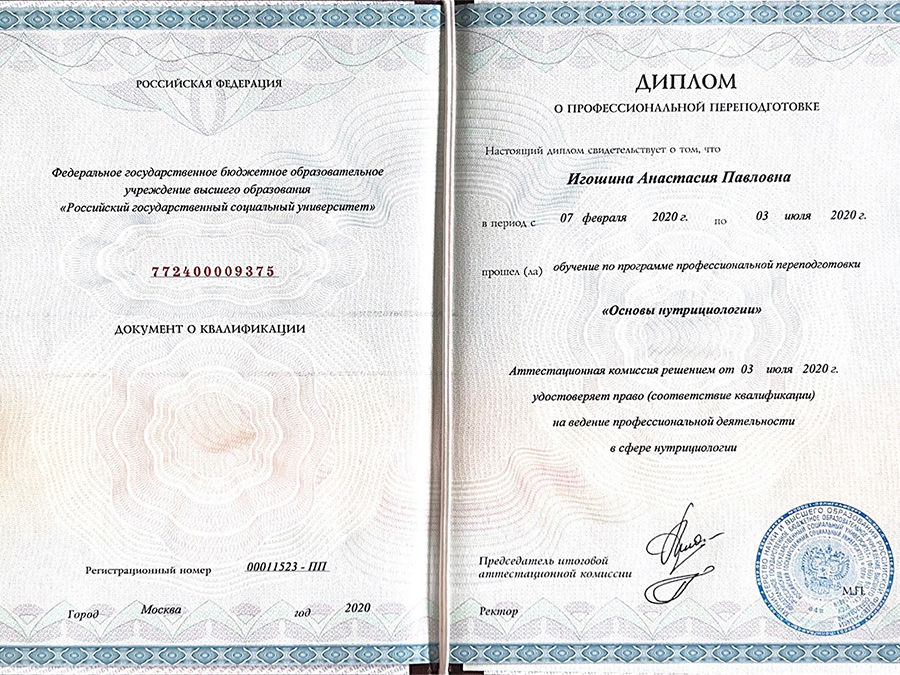 РОССИЙСКАЯ ФЕДЕРАЦИЯ
Федеральное государственное бюджетное образовательное
учреждение высшего образования
«Российский государственный социальный университет»
772400009375
ДОКУМЕНТ О КВАЛИФИКАЦИИ
Регистрационный номер 00011523 - ПП
Город Москва год 2020
ДИПЛОМ
О ПРОФЕССИОНАЛЬНОЙ ПЕРЕПОДГОТОВКЕ
Настоящий диплом свидетельствует о том, что
Игошина Анастасия Павловна
в период с 07 февраля 2020 г. по 03 июля 2020 г.
прошел (ла) обучение по программе профессиональной переподготовки
«Основы нутрициологии»
Аттестационная комиссия решением от 03 июля 2020 г.
удостоверяет право (соответствие квалификации)
на ведение профессиональной деятельности
в сфере нутрициологии
Председатель итоговой
аттестационной комиссии
Ректор
М.П.